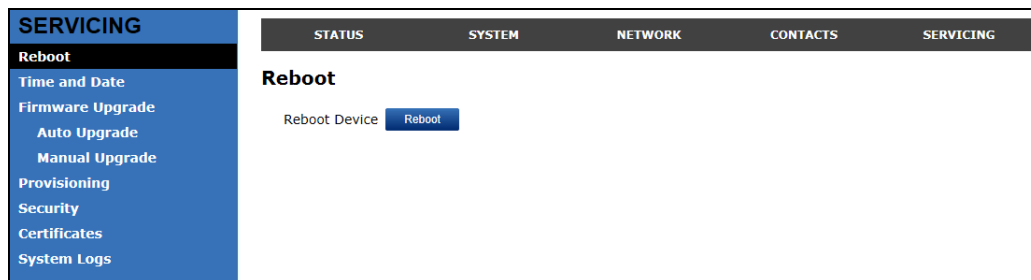 SERVICING
Reboot
Time and Date
Firmware Upgrade
Auto Upgrade
Manual Upgrade
Provisioning
Security
Certificates
System Logs
STATUS SYSTEM NETWORK CONTACTS SERVICING
Reboot
Reboot Device Reboot